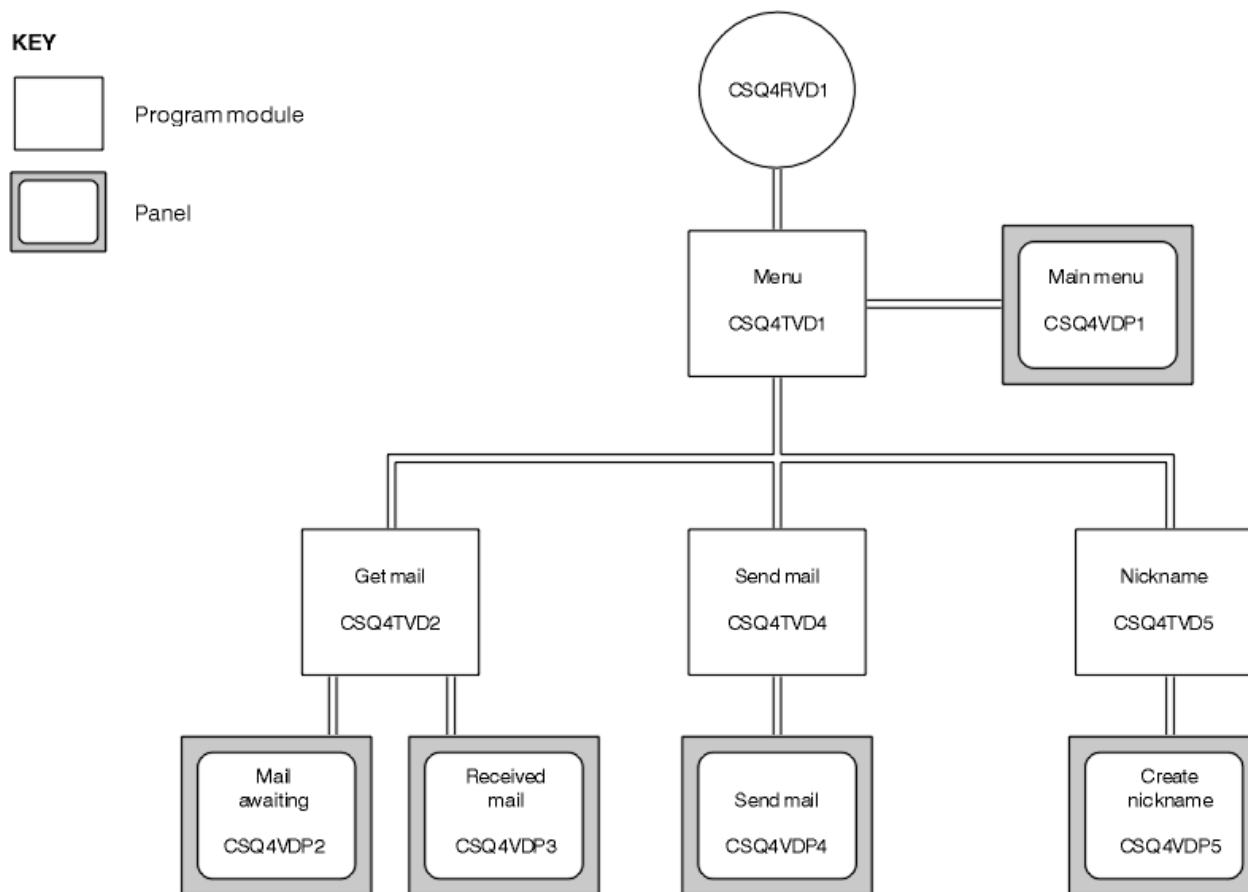 KEY
Program module
Panel
CSQ4RVD1
Menu
CSQ4TVD1
Main menu
CSQ4VDP1
Get mail
CSQ4TVD2
Send mail
CSQ4TVD4
Nickname
CSQ4TVD5
Mail
awaiting
CSQ4VDP2
Received
mail
CSQ4VDP3
Send mail
CSQ4VDP4
Create
nickname
CSQ4VDP5